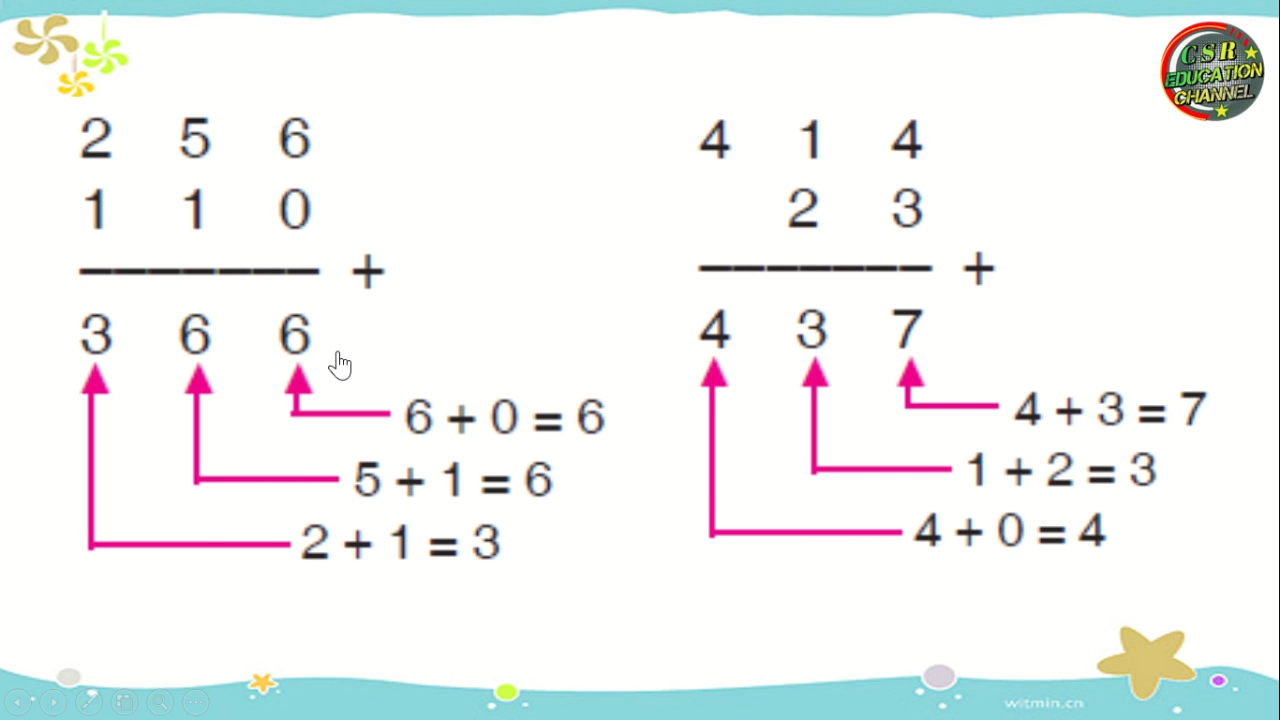 CSR
EDUCATION
CHANNEL
2 5 6
1 1 0
------- +
3 6 6
6 + 0 = 6
5 + 1 = 6
2 + 1 = 3
4 1 4
2 3
------- +
4 3 7
4 + 3 = 7
1 + 2 = 3
4 + 0 = 4
witmin.cn